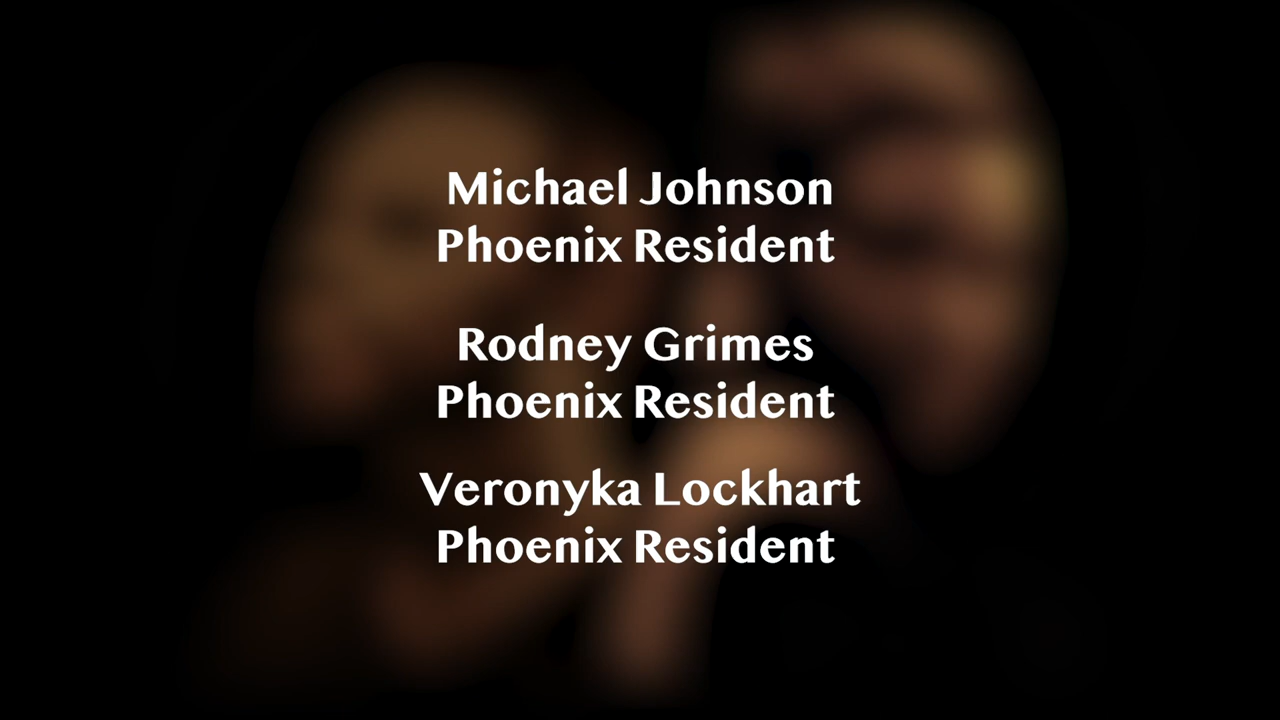 Michael Johnson
Phoenix Resident
Rodney Grimes
Phoenix Resident
Veronyka Lockhart
Phoenix Resident